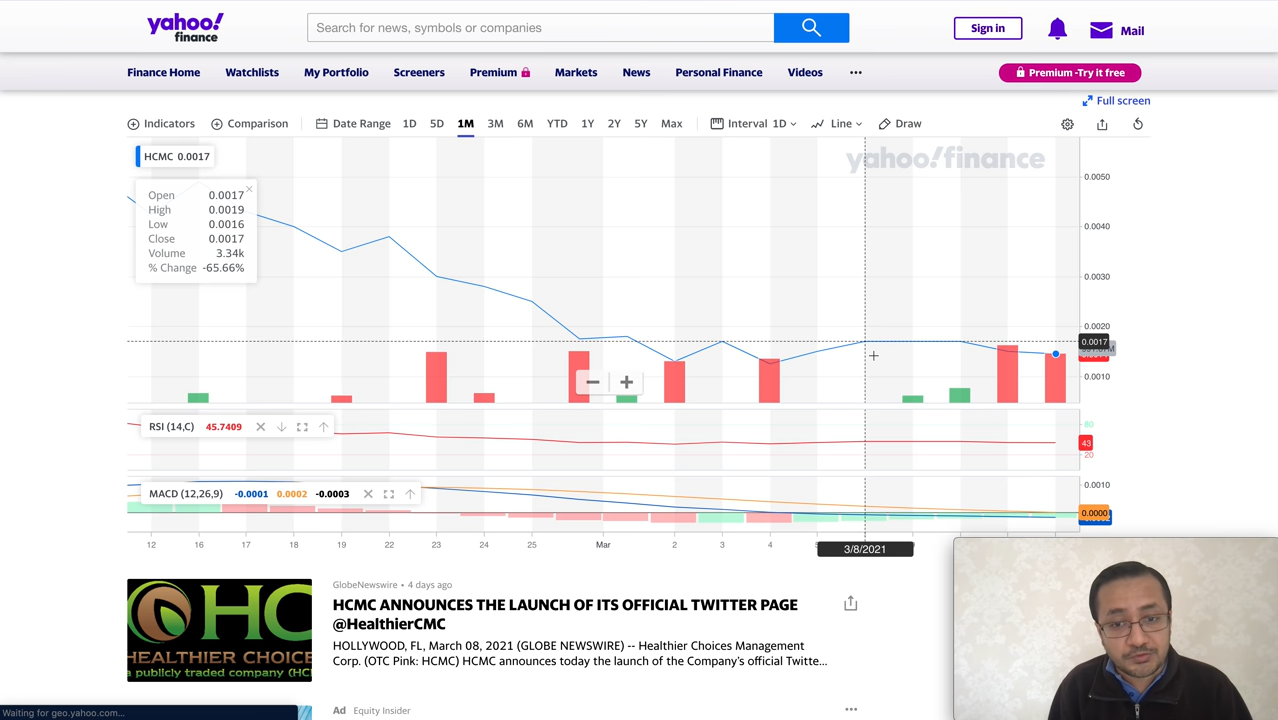 yahoo!
finance
Search for news, symbols or companies
Sign in
Mail
Finance Home
Watchlists
My Portfolio
Screeners
Premium
Markets
News
Personal Finance
Videos
Premium -Try it free
Full screen
Indicators
Comparison
Date Range
1D
5D
1M
3M
6M
YTD
1Y
2Y
5Y
Max
Interval 1D
Line
Draw
HCMC 0.0017
yahoo!finance
Open 0.0017
High 0.0019
Low 0.0016
Close 0.0017
Volume 3.34k
% Change -65.66%
0.0050
0.0040
0.0030
0.0020
0.0017
0.0010
RSI (14,C) 45.7409
80
43
20
MACD (12,26,9) -0.0001 0.0002 -0.0003
0.0010
0.0000
12 16 17 18 19 22 23 24 25 Mar 2 3 4
3/8/2021
GlobeNewswire • 4 days ago
HCMC ANNOUNCES THE LAUNCH OF ITS OFFICIAL TWITTER PAGE
@HealthierCMC
HOLLYWOOD, FL, March 08, 2021 (GLOBE NEWSWIRE) -- Healthier Choices Management
Corp. (OTC Pink: HCMC) HCMC announces today the launch of the Company's official Twitte...
HC
HEALTHIER CHOICE
a publicly traded company (HC
Ad Equity Insider
Waiting for geo.yahoo.com...